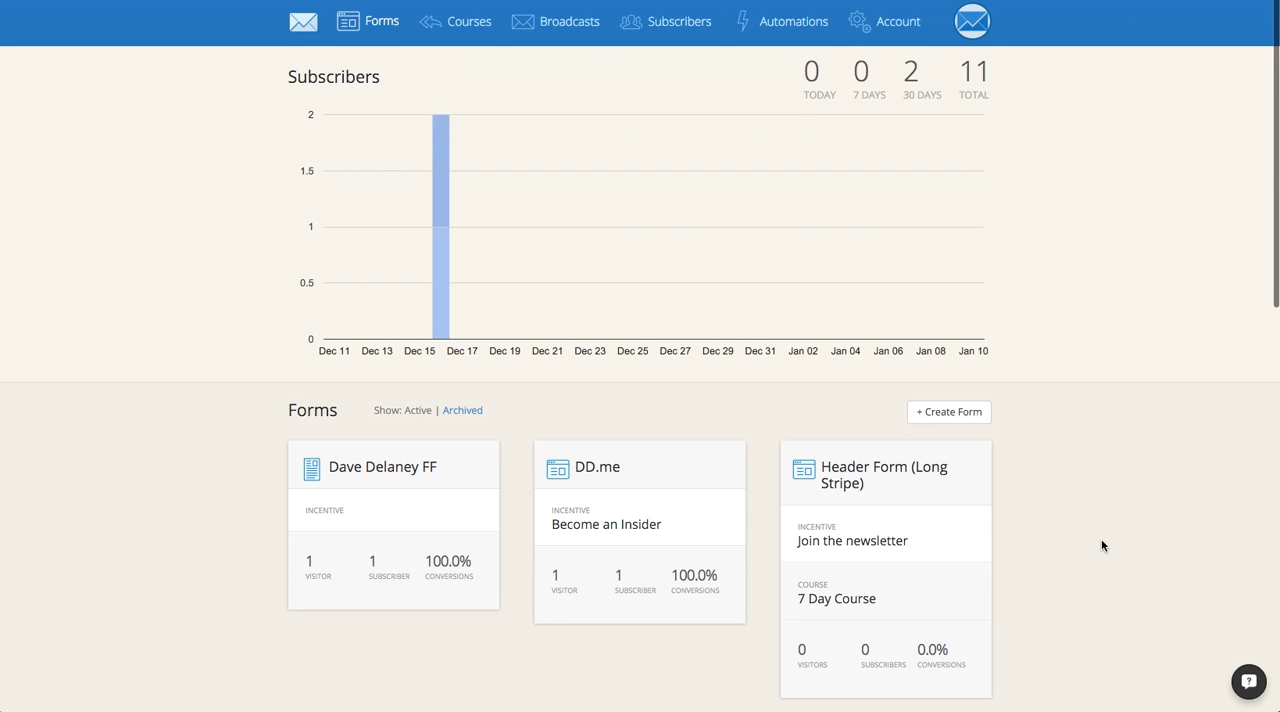 Forms Courses Broadcasts Subscribers Automations Account
Subscribers
0 0 2 11
TODAY 7 DAYS 30 DAYS TOTAL
2
1.5
1
0.5
0
Dec 11 Dec 13 Dec 15 Dec 17 Dec 19 Dec 21 Dec 23 Dec 25 Dec 27 Dec 29 Dec 31 Jan 02 Jan 04 Jan 06 Jan 08 Jan 10
Forms Show: Active | Archived + Create Form
Dave Delaney FF
INCENTIVE
1 1 100.0%
VISITOR SUBSCRIBER CONVERSIONS
DD.me
INCENTIVE
Become an Insider
1 1 100.0%
VISITOR SUBSCRIBER CONVERSIONS
Header Form (Long
Stripe)
INCENTIVE
Join the newsletter
COURSE
7 Day Course
0 0 0.0%
VISITORS SUBSCRIBERS CONVERSIONS
?